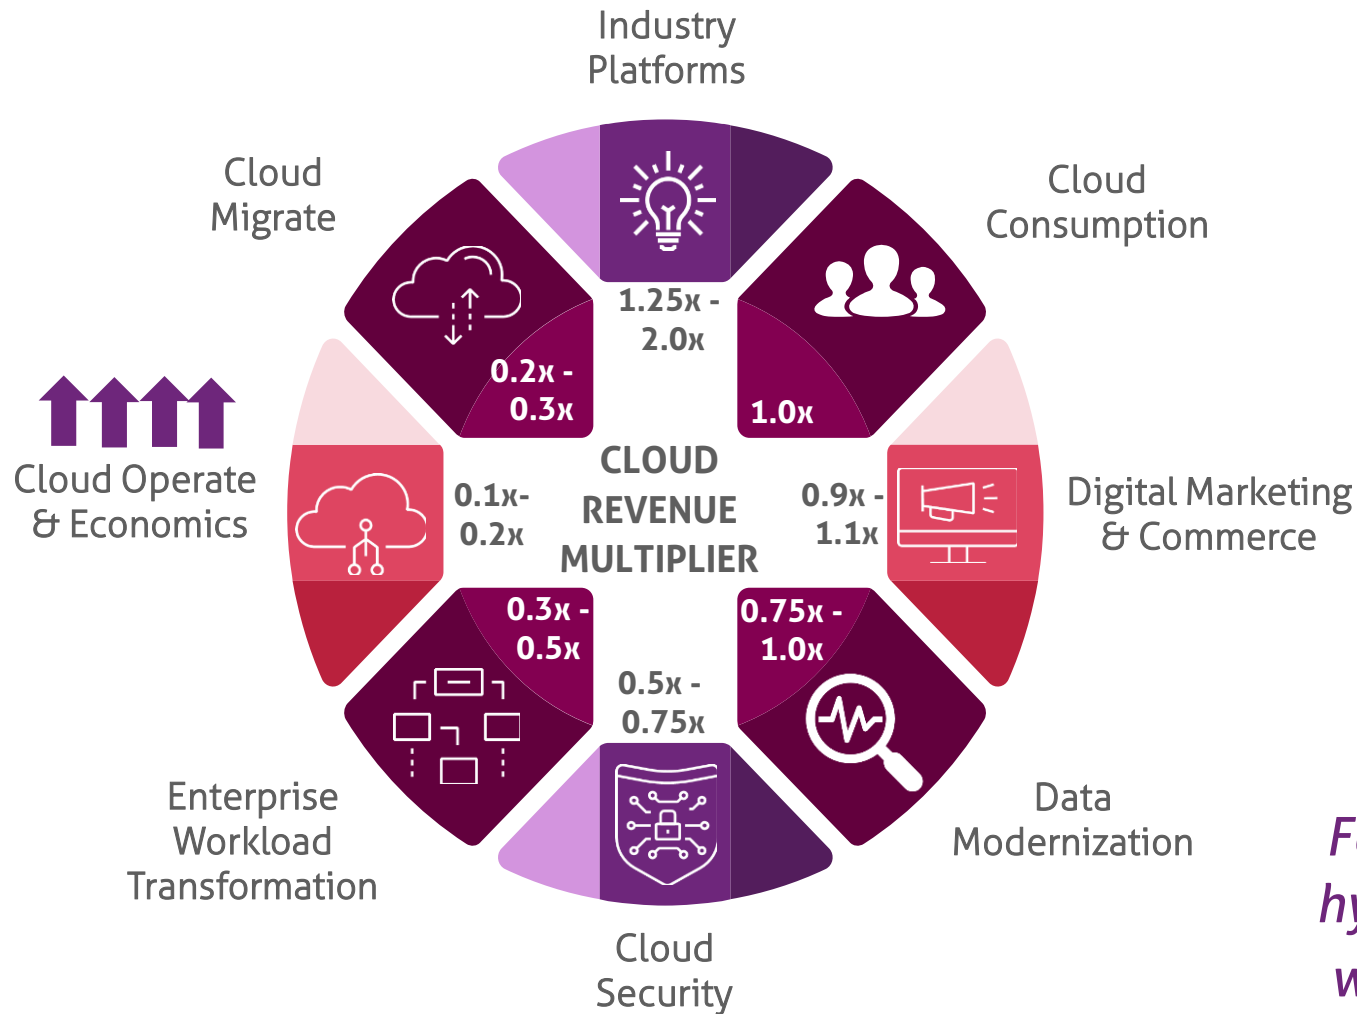 Industry
Platforms
Cloud
Migrate
Cloud
Consumption
1.25x -
2.0x
0.2x -
0.3x
1.0x
Cloud Operate
& Economics
0.1x-
0.2x
CLOUD
REVENUE
MULTIPLIER
0.9x -
1.1x
Digital Marketing
& Commerce
0.3x -
0.5x
0.75x -
1.0x
0.5x -
0.75x
Enterprise
Workload
Transformation
Data
Modernization
Cloud
Security